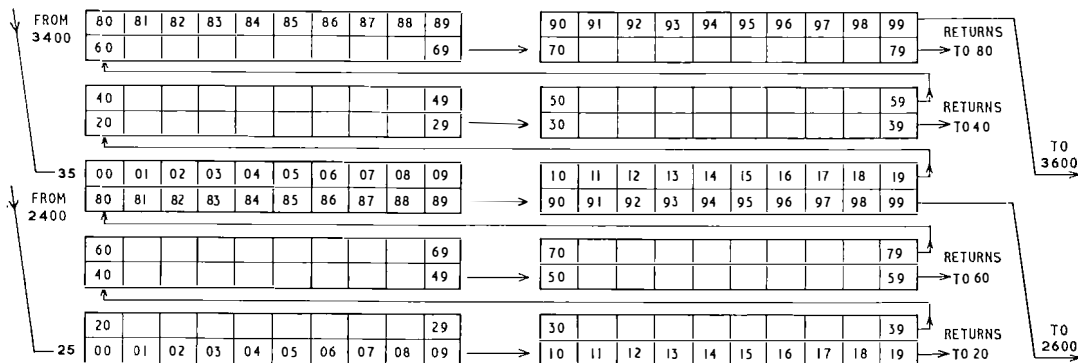 FROM 3400 80 81 82 83 84 85 86 87 88 89 90 91 92 93 94 95 96 97 98 99 RETURNS
60 69 70 79 TO 80
40 49 50 59 RETURNS
20 29 30 39 TO 40
35 00 01 02 03 04 05 06 07 08 09 10 11 12 13 14 15 16 17 18 19 TO 3600
FROM 2400 80 81 82 83 84 85 86 87 88 89 90 91 92 93 94 95 96 97 98 99
60 69 70 79 RETURNS
40 49 50 59 TO 60
20 29 30 39 RETURNS
25 00 01 02 03 04 05 06 07 08 09 10 11 12 13 14 15 16 17 18 19 TO 20
TO 2600